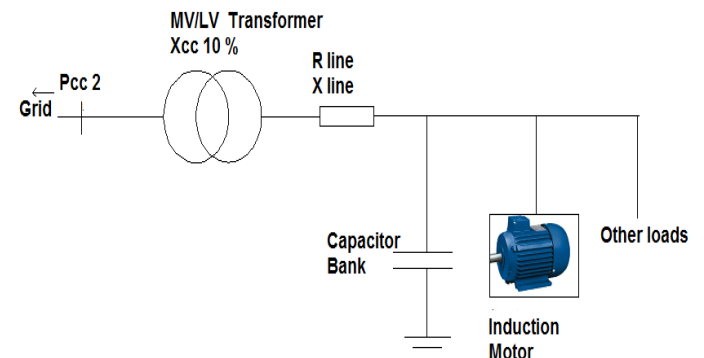 MV/LV Transformer
Xcc 10 %
R line
X line
Pcc 2
Grid
Capacitor
Bank
Other loads
Induction
Motor